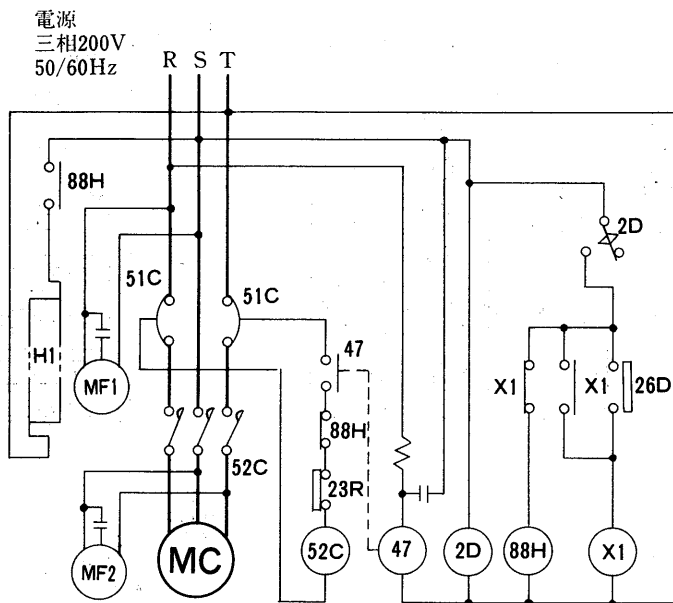 電源
三相200V
50/60Hz
R S T
88H
2D
51C
51C
H1
MF1
47
X1
X1
26D
88H
52C
23R
MF2
MC
52C
47
2D
88H
X1